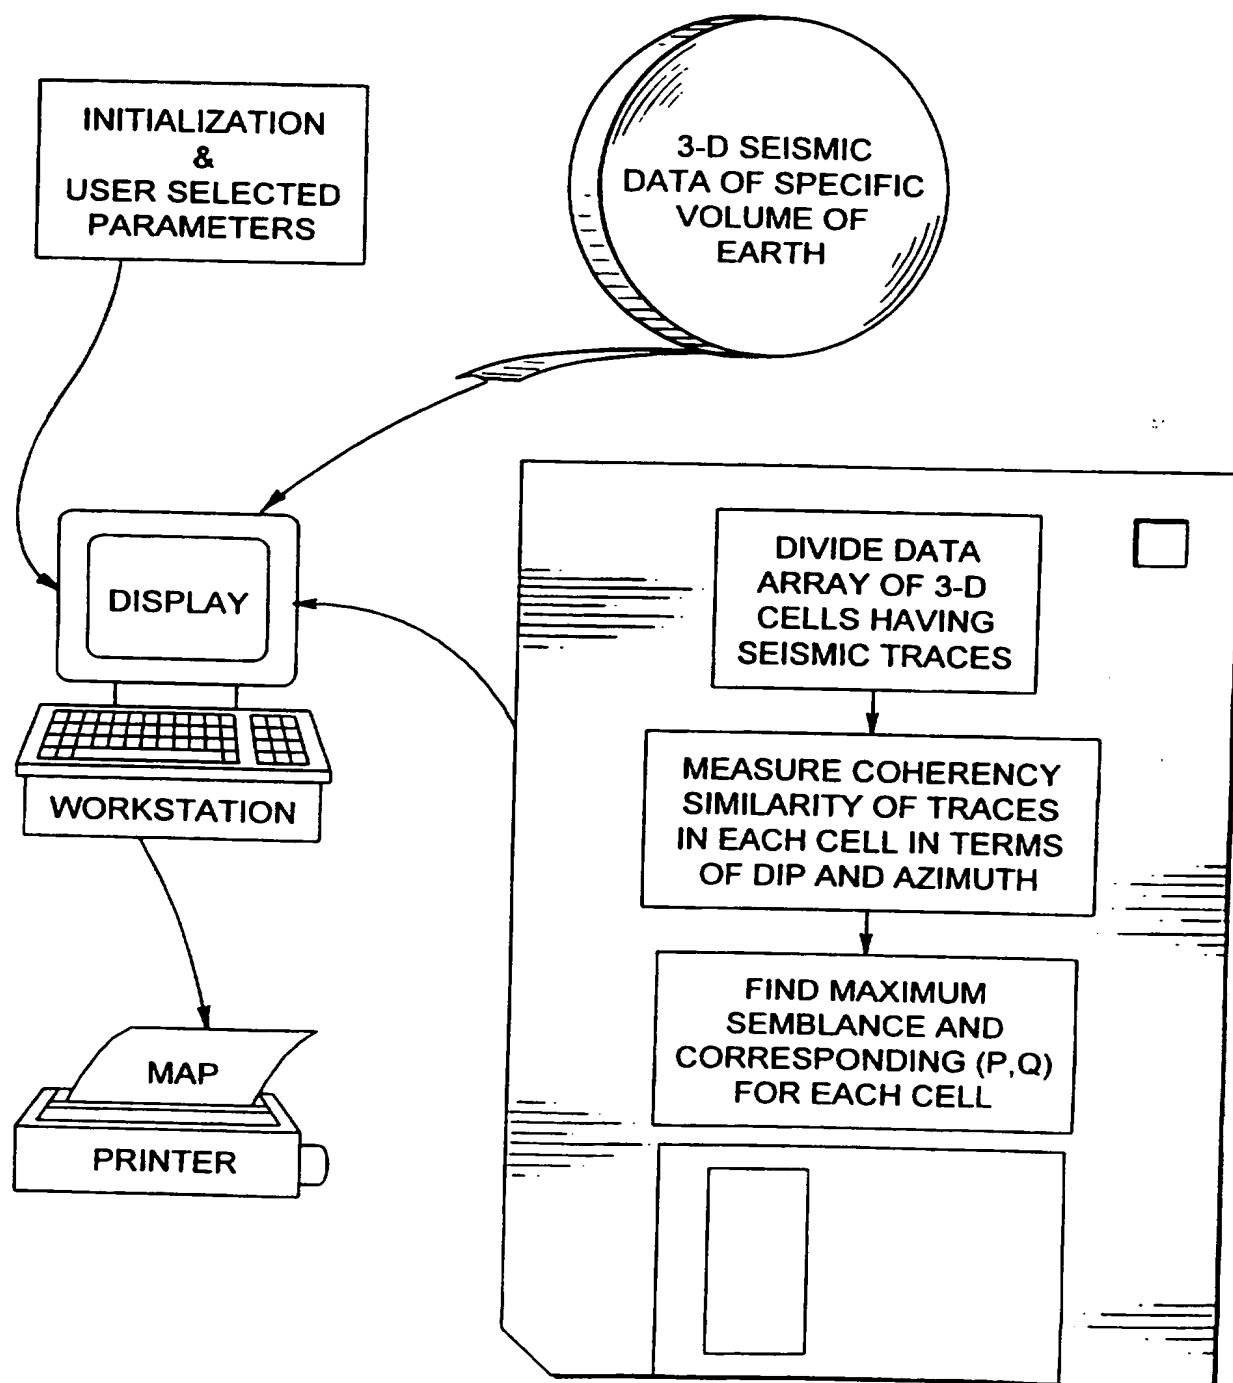 INITIALIZATION
&
USER SELECTED
PARAMETERS
3-D SEISMIC
DATA OF SPECIFIC
VOLUME OF
EARTH
DISPLAY
WORKSTATION
MAP
PRINTER
DIVIDE DATA
ARRAY OF 3-D
CELLS HAVING
SEISMIC TRACES
MEASURE COHERENCY
SIMILARITY OF TRACES
IN EACH CELL IN TERMS
OF DIP AND AZIMUTH
FIND MAXIMUM
SEMBLANCE AND
CORRESPONDING (P,Q)
FOR EACH CELL